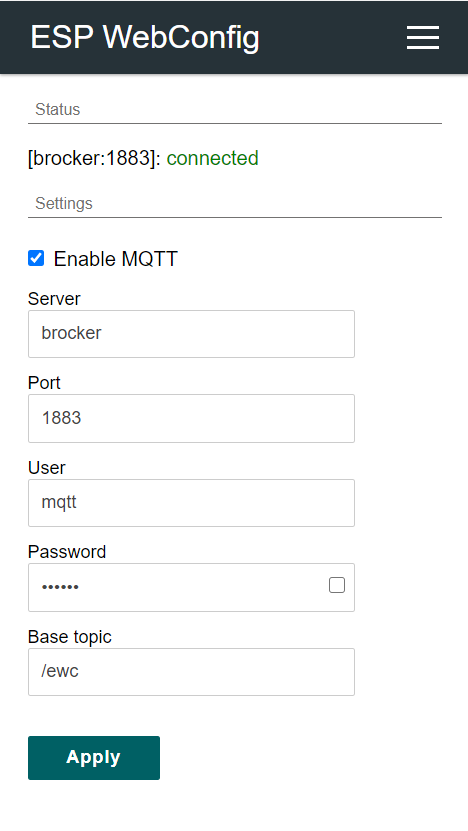 ESP WebConfig
Status
[brocker:1883]: connected
Settings
Enable MQTT
Server
brocker
Port
1883
User
mqtt
Password
••••••
Base topic
/ewc
Apply